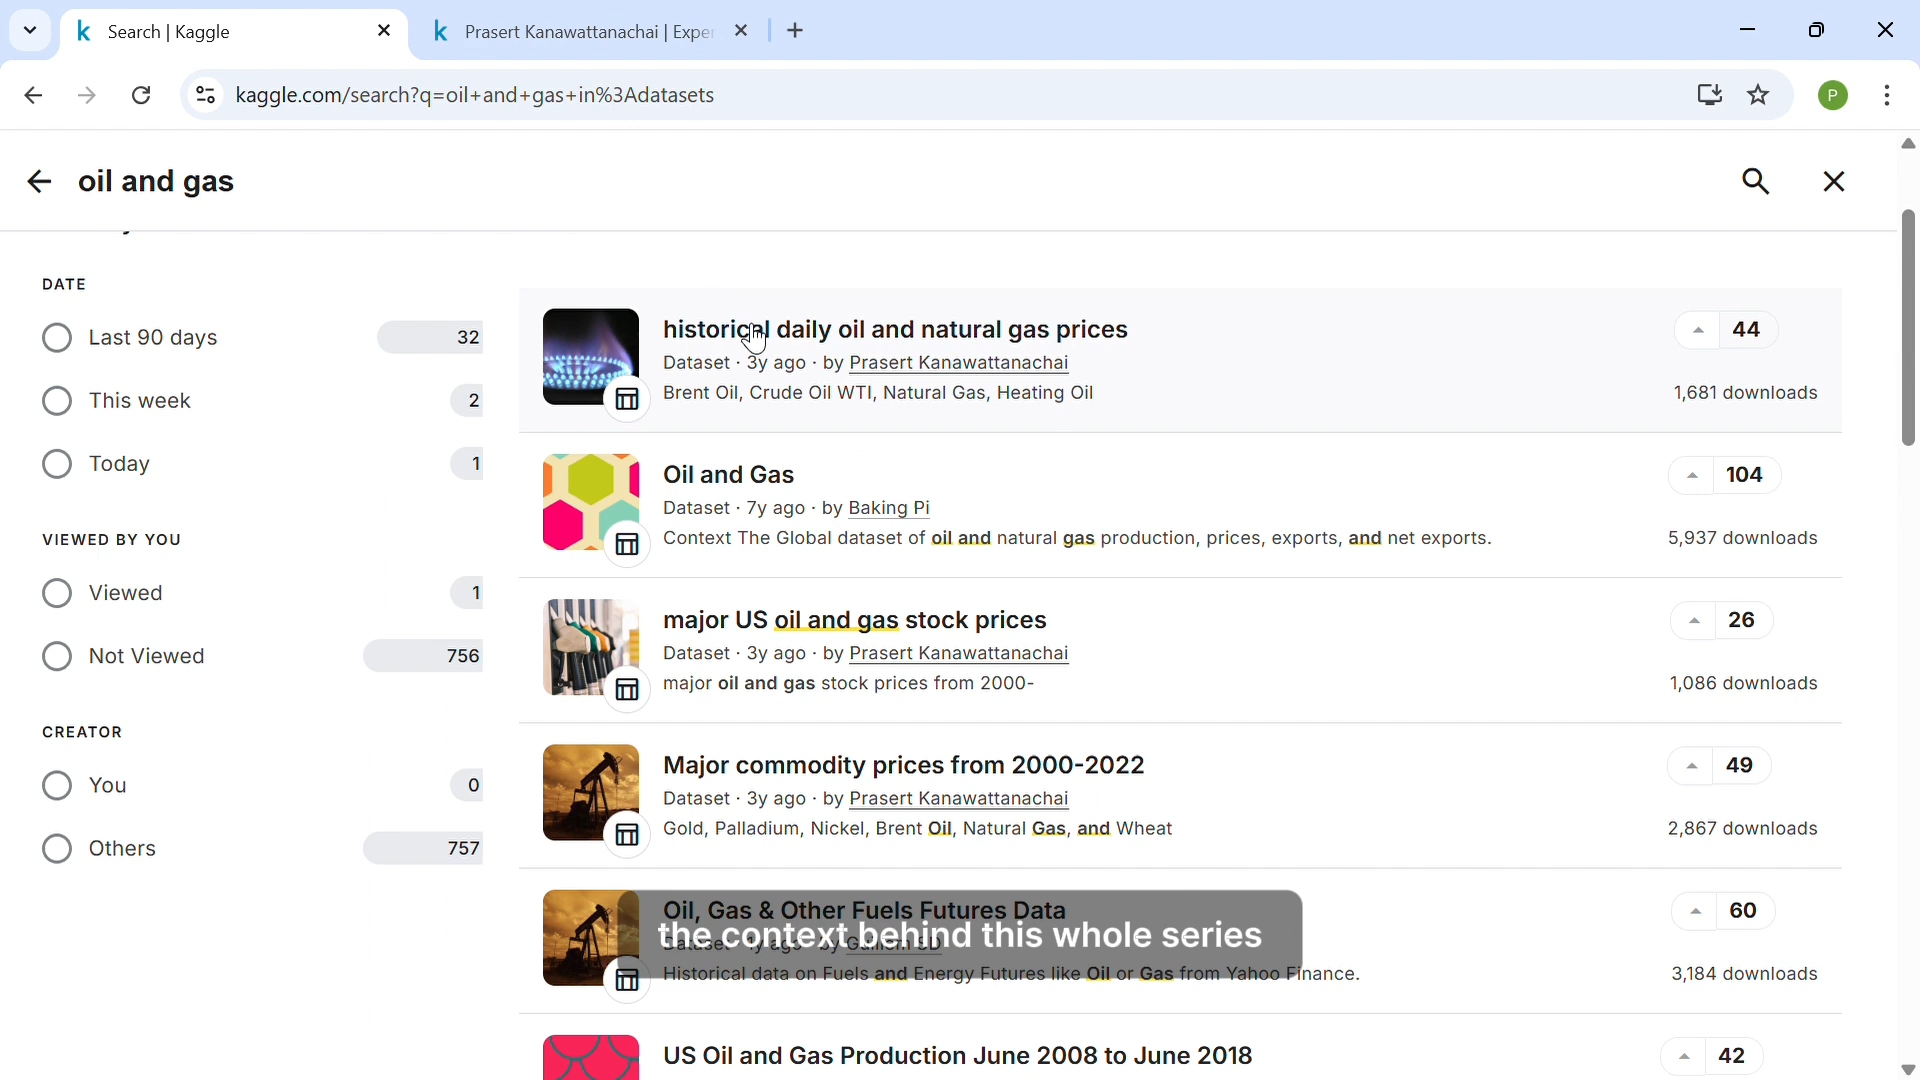 Search | Kaggle
Prasert Kanawattanachai | Exper
kaggle.com/search?q=oil+and+gas+in%3Adatasets
P
oil and gas
DATE
Last 90 days 32
This week 2
Today 1
VIEWED BY YOU
Viewed 1
Not Viewed 756
CREATOR
You 0
Others 757
historical daily oil and natural gas prices
44
Dataset · 3y ago · by Prasert Kanawattanachai
Brent Oil, Crude Oil WTI, Natural Gas, Heating Oil
1,681 downloads
Oil and Gas
104
Dataset · 7y ago · by Baking Pi
Context The Global dataset of oil and natural gas production, prices, exports, and net exports.
5,937 downloads
major US oil and gas stock prices
26
Dataset · 3y ago · by Prasert Kanawattanachai
major oil and gas stock prices from 2000-
1,086 downloads
Major commodity prices from 2000-2022
49
Dataset · 3y ago · by Prasert Kanawattanachai
Gold, Palladium, Nickel, Brent Oil, Natural Gas, and Wheat
2,867 downloads
Oil, Gas & Other Fuels Futures Data
60
the context behind this whole series
Dataset · 1y ago · by
Historical data on Fuels and Energy Futures like Oil or Gas from Yahoo Finance.
3,184 downloads
US Oil and Gas Production June 2008 to June 2018
42